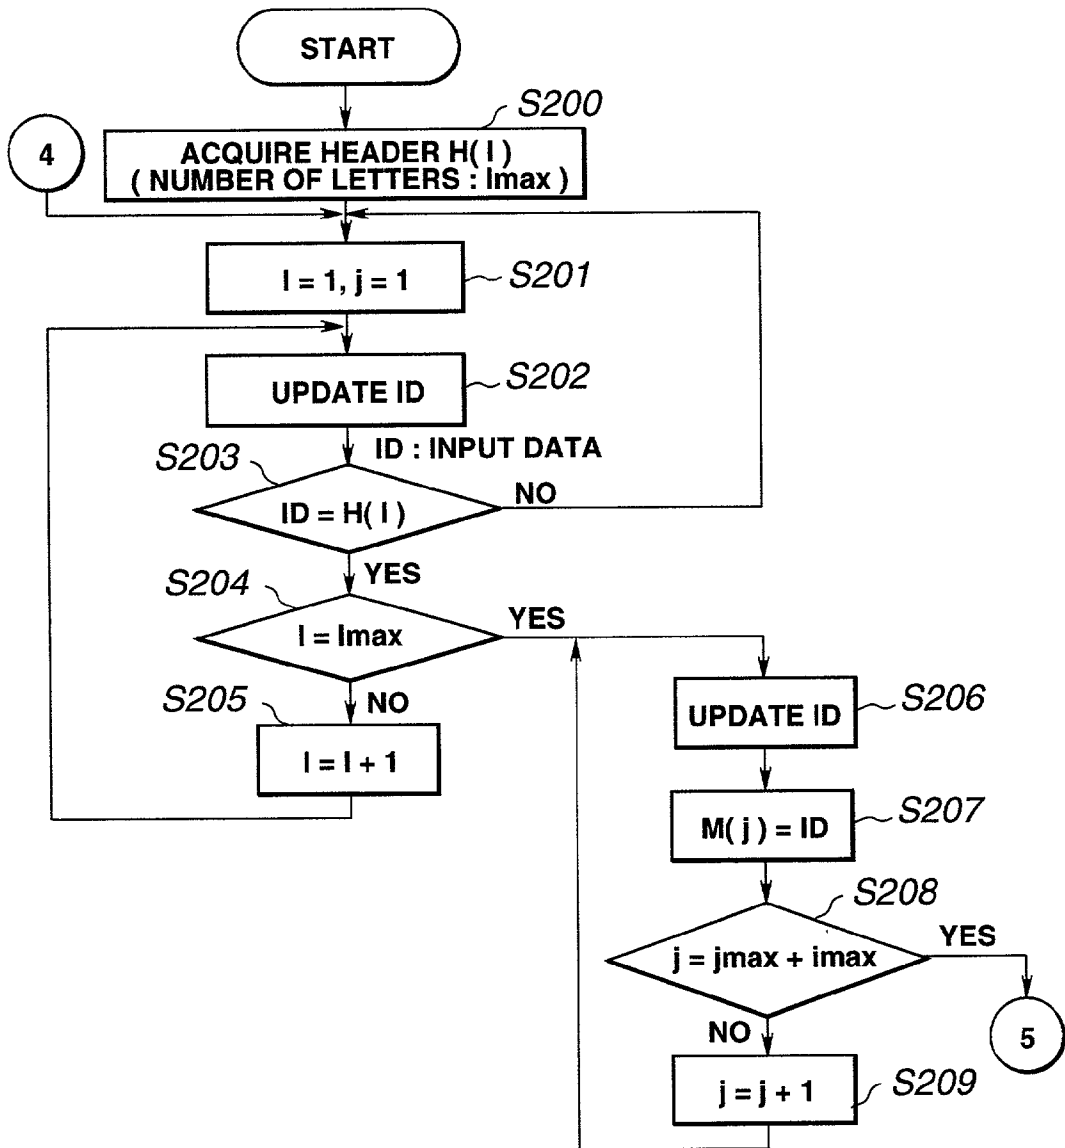 START
S200
4
ACQUIRE HEADER H( I )
( NUMBER OF LETTERS : Imax )
I = 1, j = 1
S201
UPDATE ID
S202
ID : INPUT DATA
S203
ID = H( I )
NO
YES
S204
I = Imax
YES
NO
S205
I = I + 1
UPDATE ID
S206
M( j ) = ID
S207
S208
j = jmax + imax
YES
NO
5
j = j + 1
S209